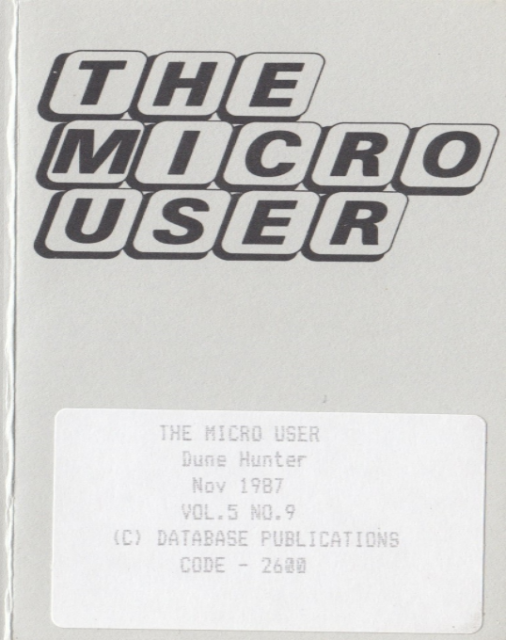 THE
MICRO
USER
THE MICRO USER
Dune Hunter
Nov 1987
VOL.5 NO.9
(C) DATABASE PUBLICATIONS
CODE - 2600